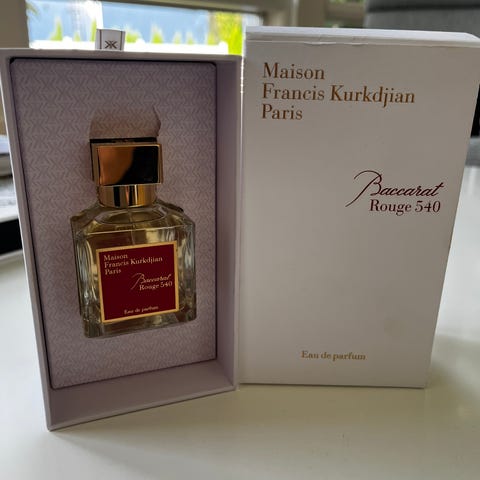 Maison
Francis Kurkdjian
Paris
Baccarat
Rouge 540
Eau de parfum
Maison
Francis Kurkdjian
Paris
Baccarat
Rouge 540
Eau de parfum